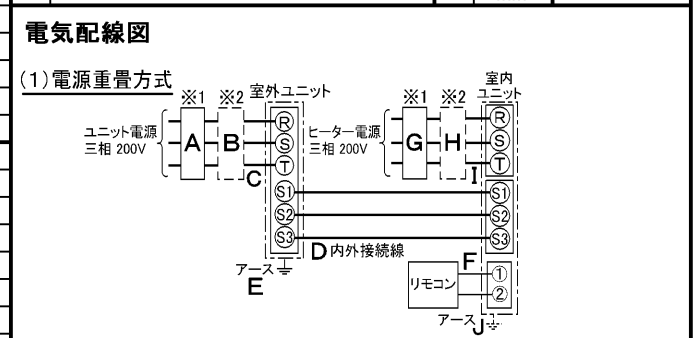 電気配線図
(1)電源重畳方式
※1 ※2 室外ユニット
ユニット電源
三相 200V
A
B
C
R
S
T
S1
S2
S3
D 内外接続線
アース
E
※1 ※2 室内
ユニット
ヒーター電源
三相 200V
G
H
I
R
S
T
S1
S2
S3
F
リモコン
1
2
アース
J